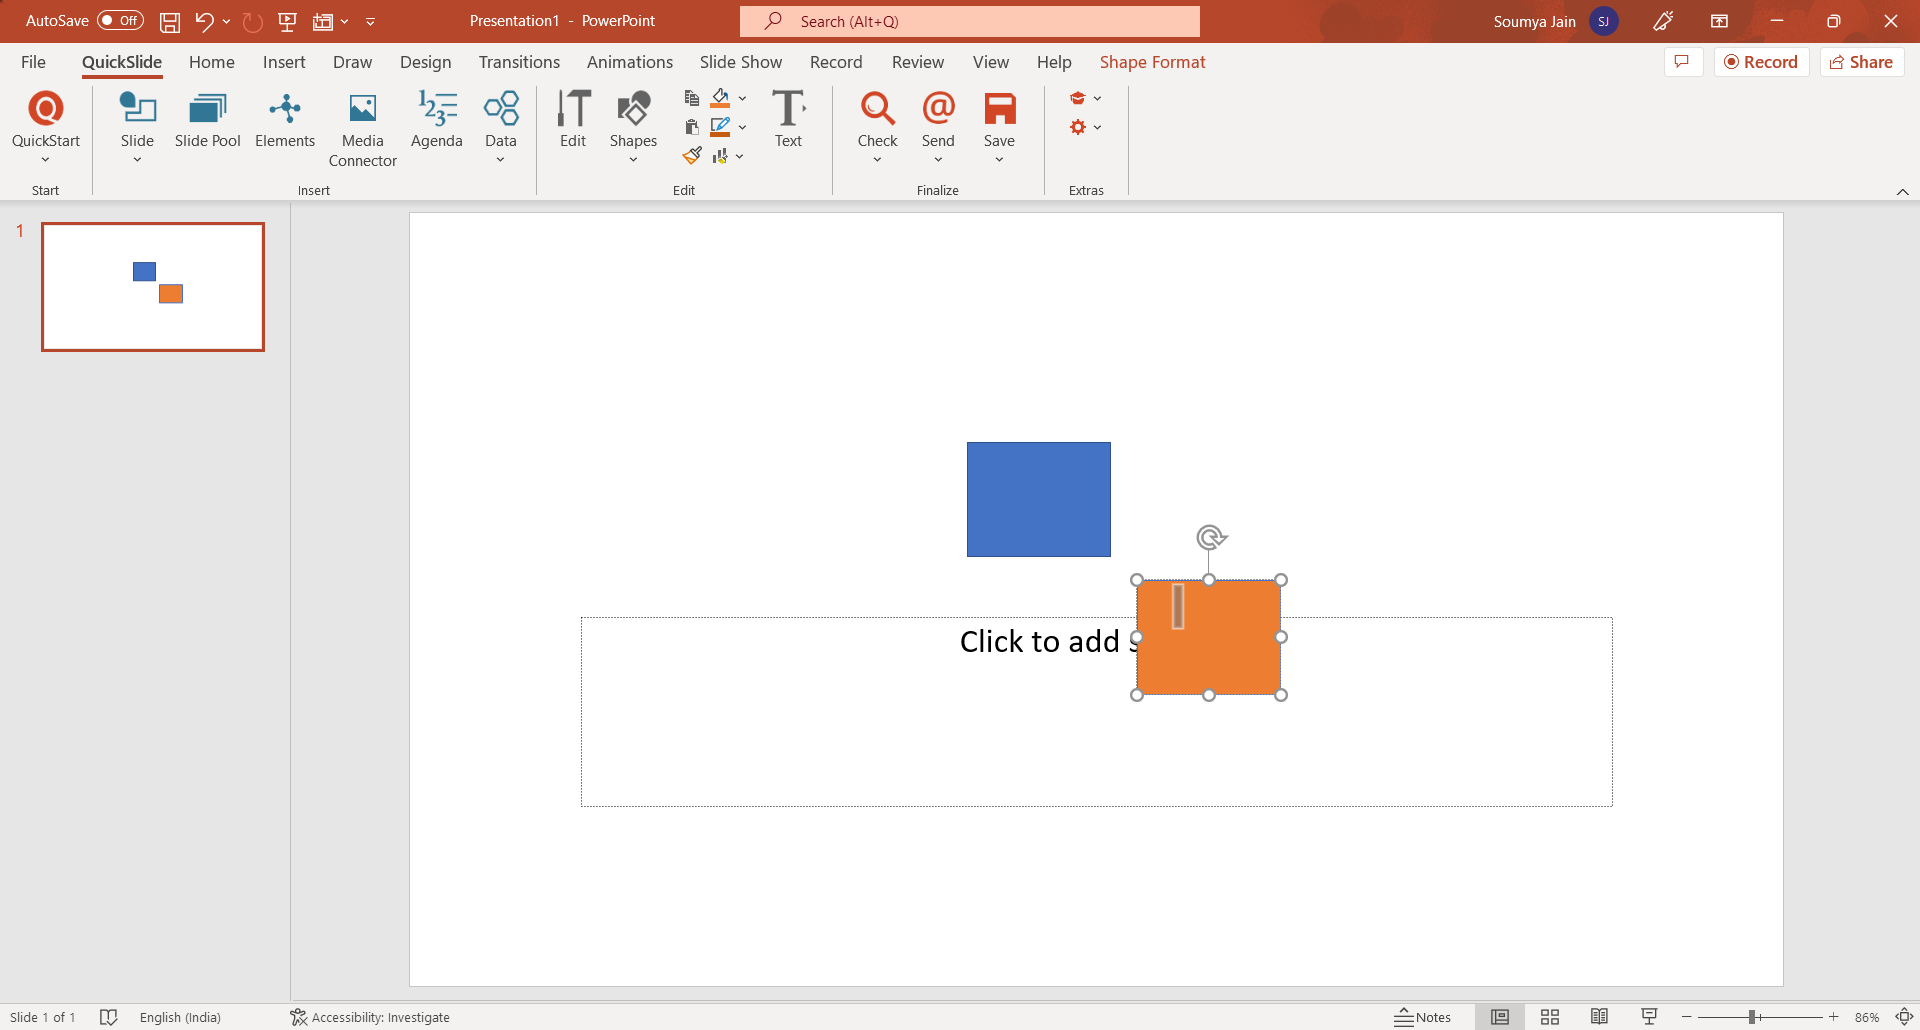 AutoSave Off Presentation1 - PowerPoint Search (Alt+Q) Soumya Jain SJ
File QuickSlide Home Insert Draw Design Transitions Animations Slide Show Record Review View Help Shape Format Record Share
QuickStart Slide Slide Pool Elements Media Connector Agenda Data Edit Shapes Text Check Send Save
Start Insert Edit Finalize Extras
1
Click to add
Slide 1 of 1 English (India) Accessibility: Investigate Notes 86%